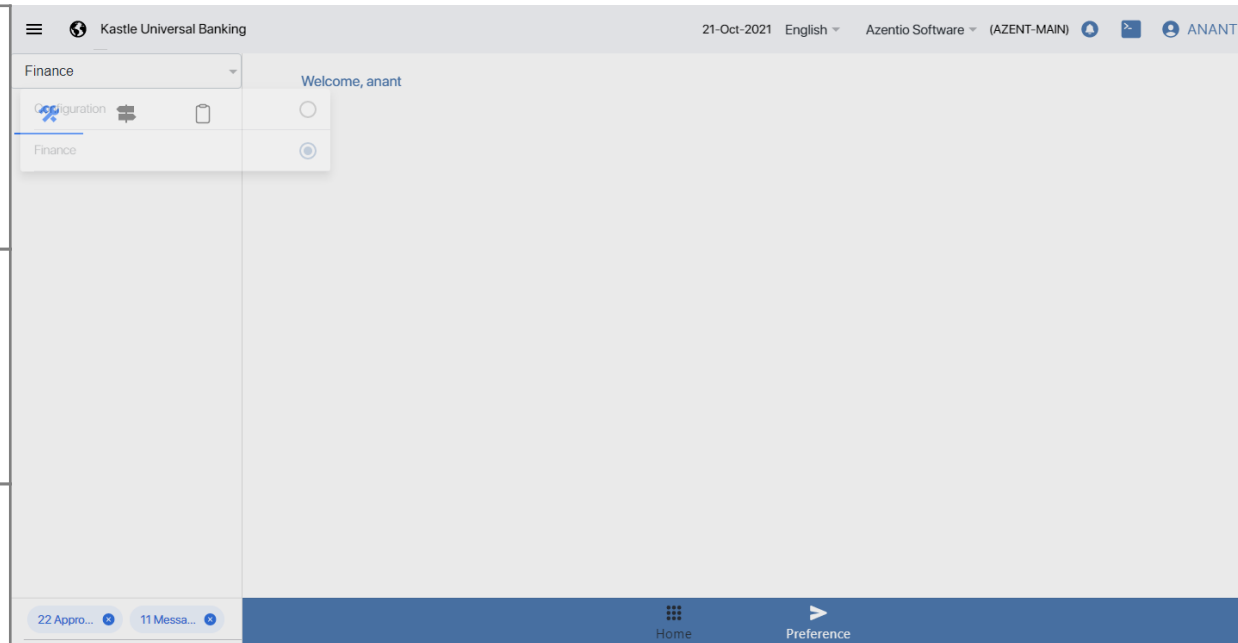 Kastle Universal Banking 21-Oct-2021 English Azentio Software (AZENT-MAIN) >_ ANANT
Finance
Welcome, anant
Configuration
Finance
22 Appro... 11 Messa...
Home Preference